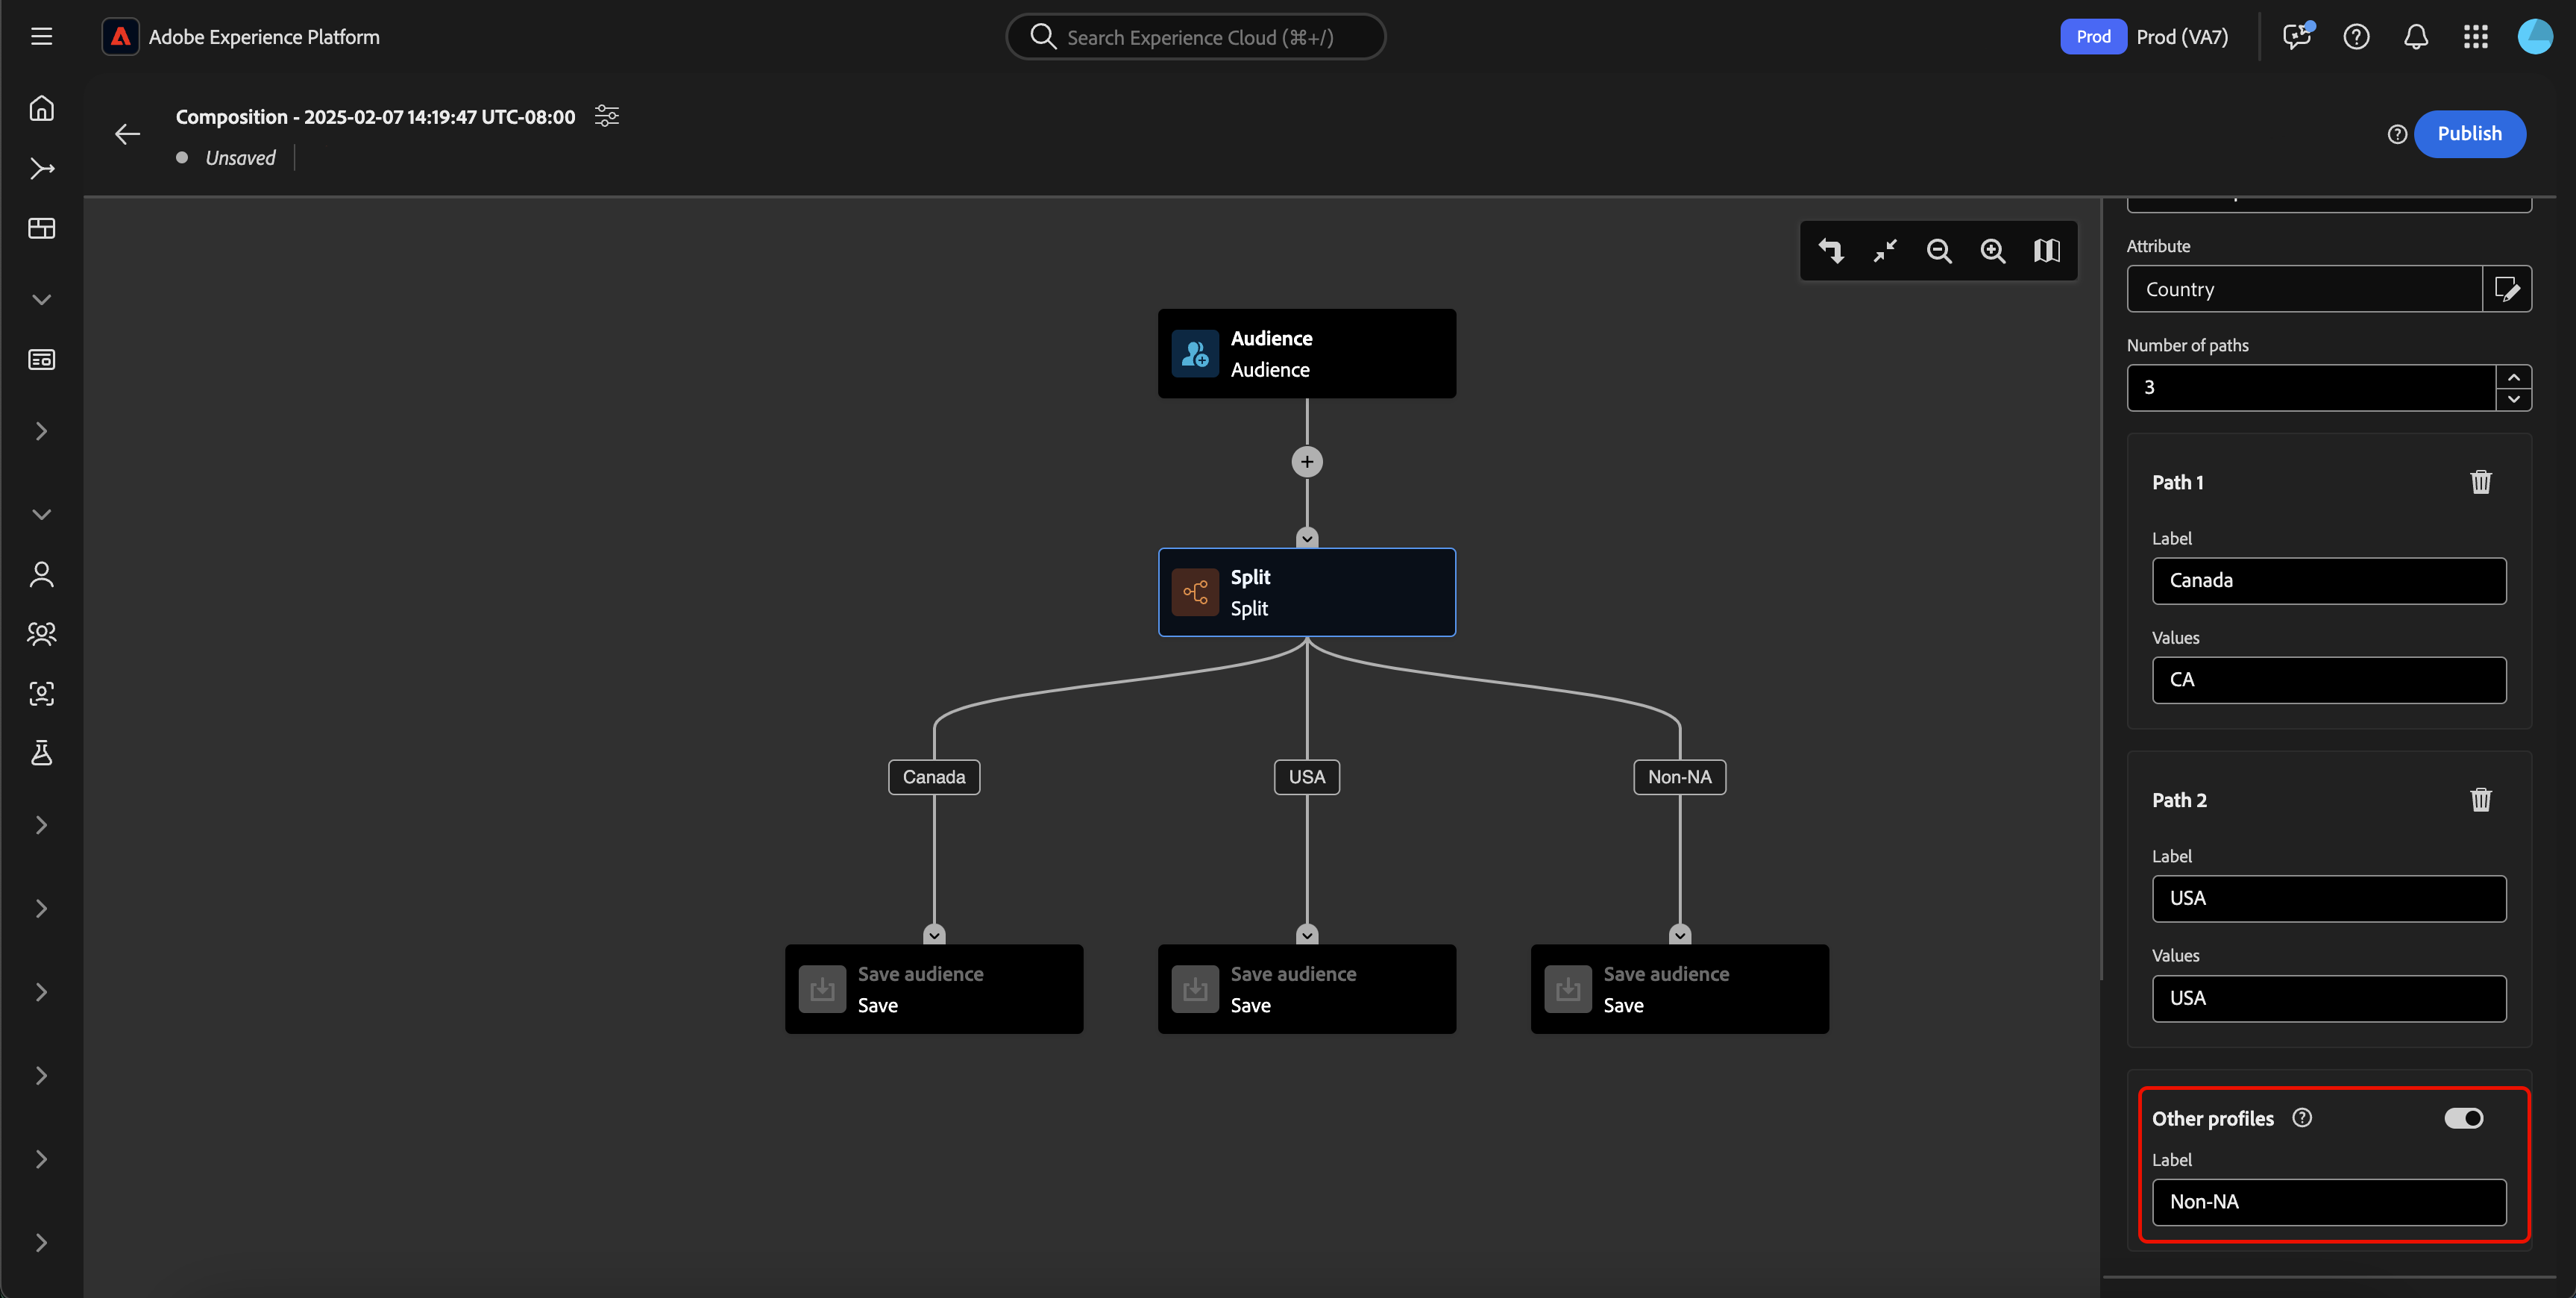 Adobe Experience Platform
Search Experience Cloud (⌘+/)
Prod
Prod (VA7)
Composition - 2025-02-07 14:19:47 UTC-08:00
Unsaved
Publish
Audience
Audience
Split
Split
Canada
USA
Non-NA
Save audience
Save
Save audience
Save
Save audience
Save
Attribute
Country
Number of paths
3
Path 1
Label
Canada
Values
CA
Path 2
Label
USA
Values
USA
Other profiles
Label
Non-NA